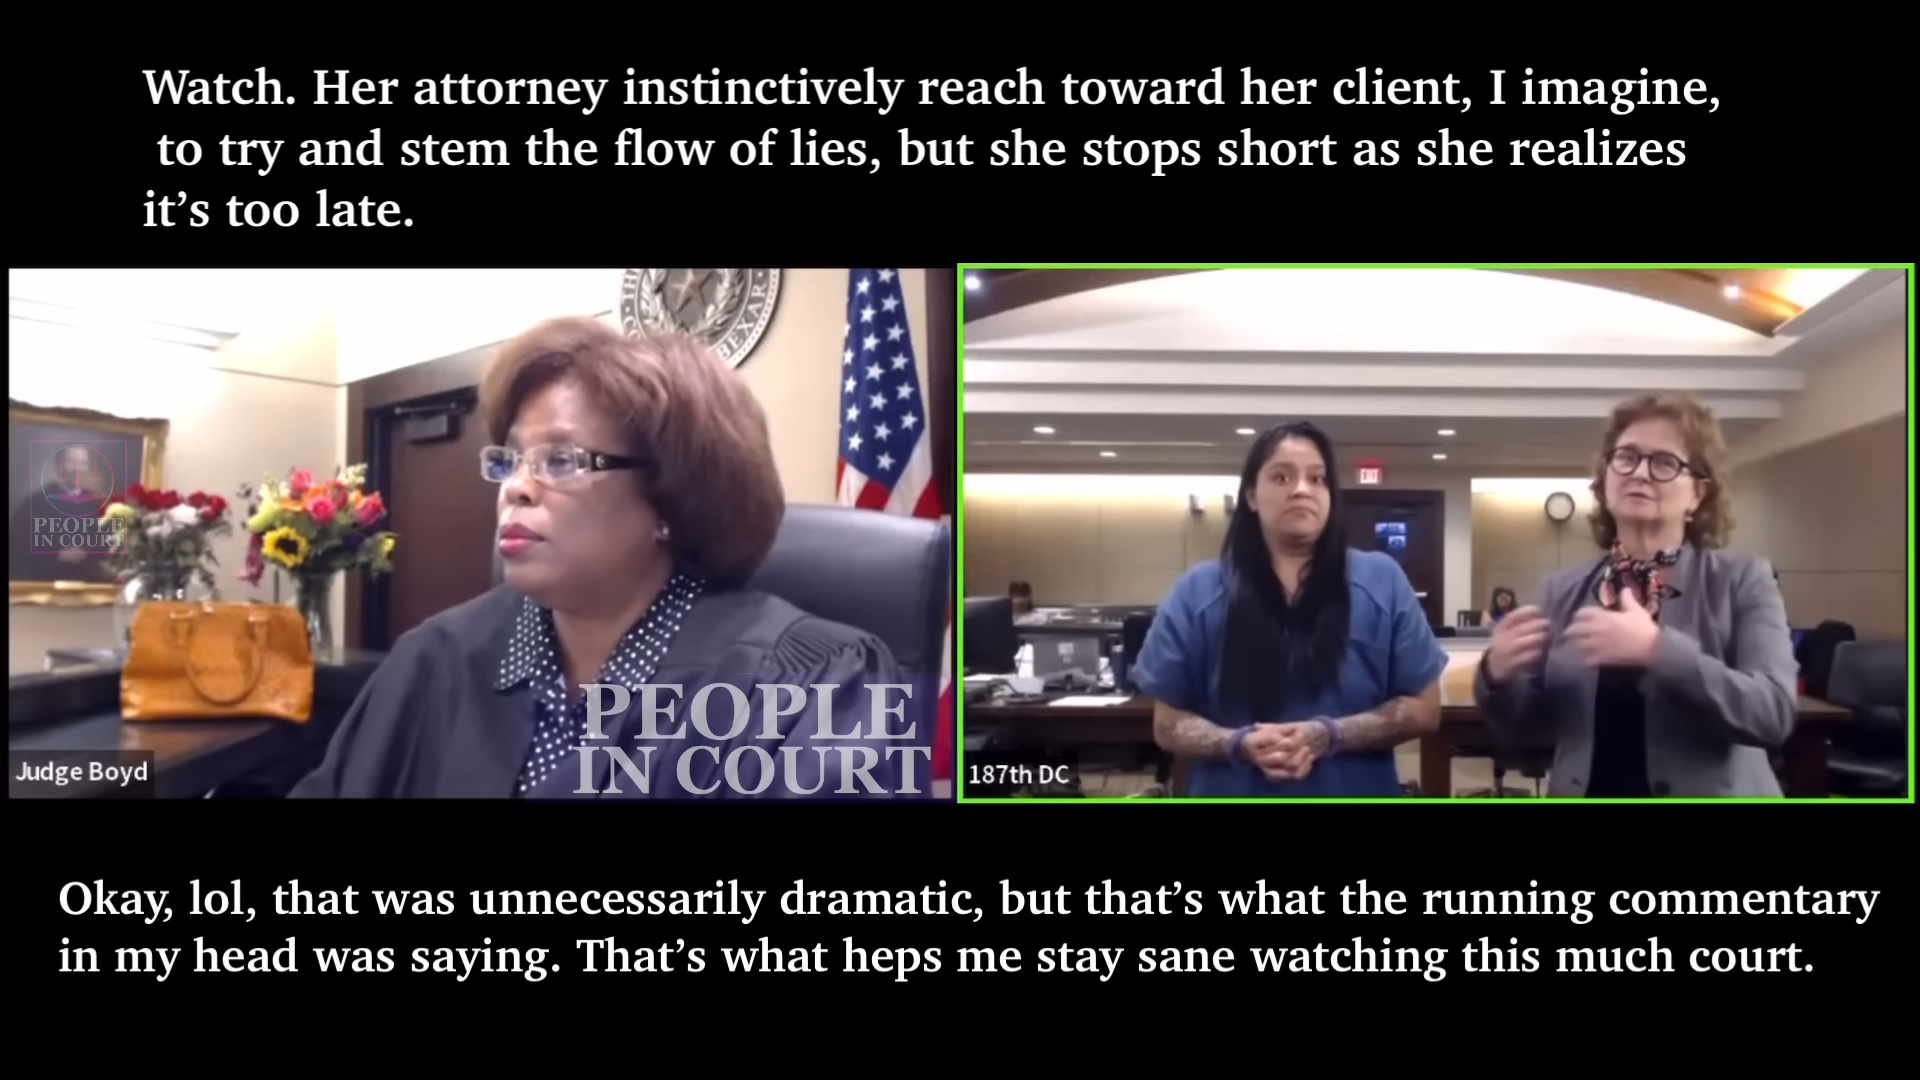 Watch. Her attorney instinctively reach toward her client, I imagine,
to try and stem the flow of lies, but she stops short as she realizes
it’s too late.
BEXAR
EXIT
PEOPLE
IN COURT
PEOPLE
IN COURT
Judge Boyd
187th DC
Okay, lol, that was unnecessarily dramatic, but that’s what the running commentary
in my head was saying. That’s what heps me stay sane watching this much court.